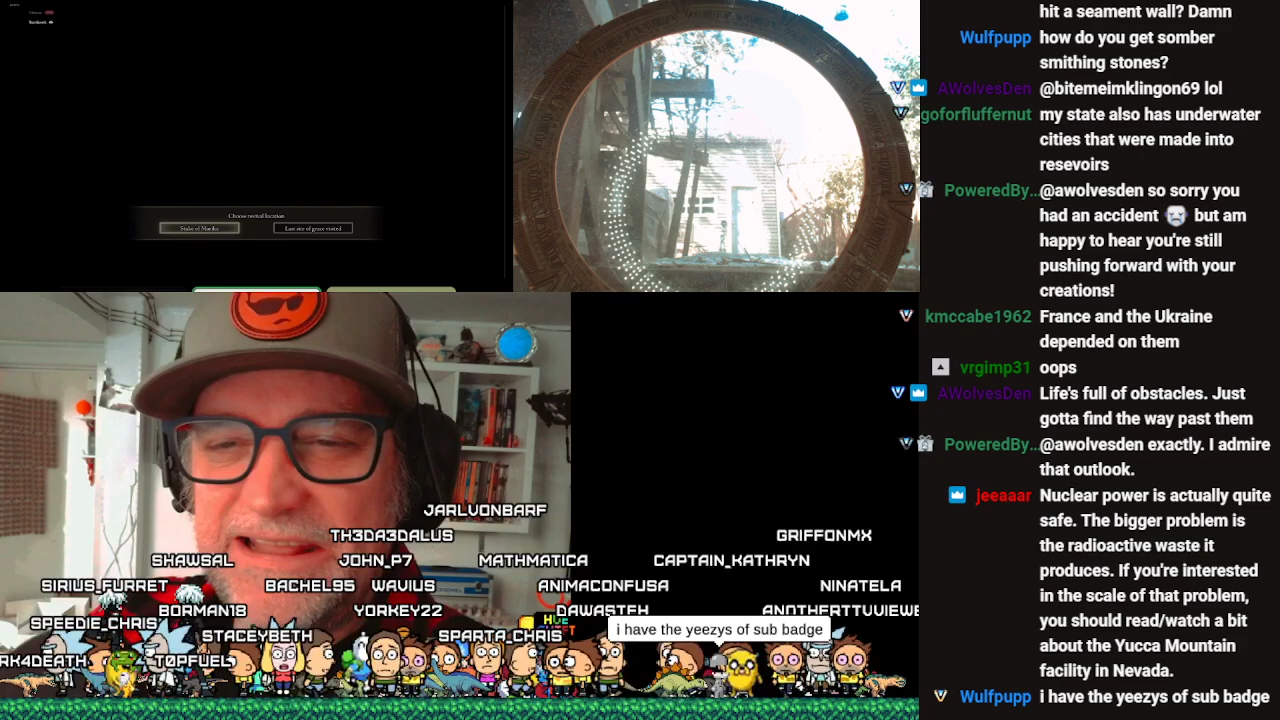 Choose revival location
Stake of Marika
Last site of grace visited
JARLVONBARF
TH3DA3DALUS
GRIFFONMX
SHAWSAL
JOHN_P7
MATHMATICA
CAPTAIN_KATHRYN
SIRIUS_FURRET
BACHEL95
WAVIUS
ANIMACONFUSA
NINATELA
BORMAN18
YORKEY22
DAWASTEH
ANOTHERTTVVIEWE
SPEEDIE_CHRIS
STACEYBETH
SPARTA_CHRIS
HUE
i have the yeezys of sub badge
RK4DEATH
TØPFUEL
hit a seament wall? Damn
Wulfpupp how do you get somber
smithing stones?
AWolvesDen @bitemeimklingon69 lol
goforfluffernut my state also has underwater
cities that were made into
resevoirs
PoweredBy... @awolvesden so sorry you
had an accident but am
happy to hear you're still
pushing forward with your
creations!
kmccabe1962 France and the Ukraine
depended on them
vrgimp31 oops
AWolvesDen Life's full of obstacles. Just
gotta find the way past them
PoweredBy... @awolvesden exactly. I admire
that outlook.
jeeaaar Nuclear power is actually quite
safe. The bigger problem is
the radioactive waste it
produces. If you're interested
in the scale of that problem,
you should read/watch a bit
about the Yucca Mountain
facility in Nevada.
Wulfpupp i have the yeezys of sub badge